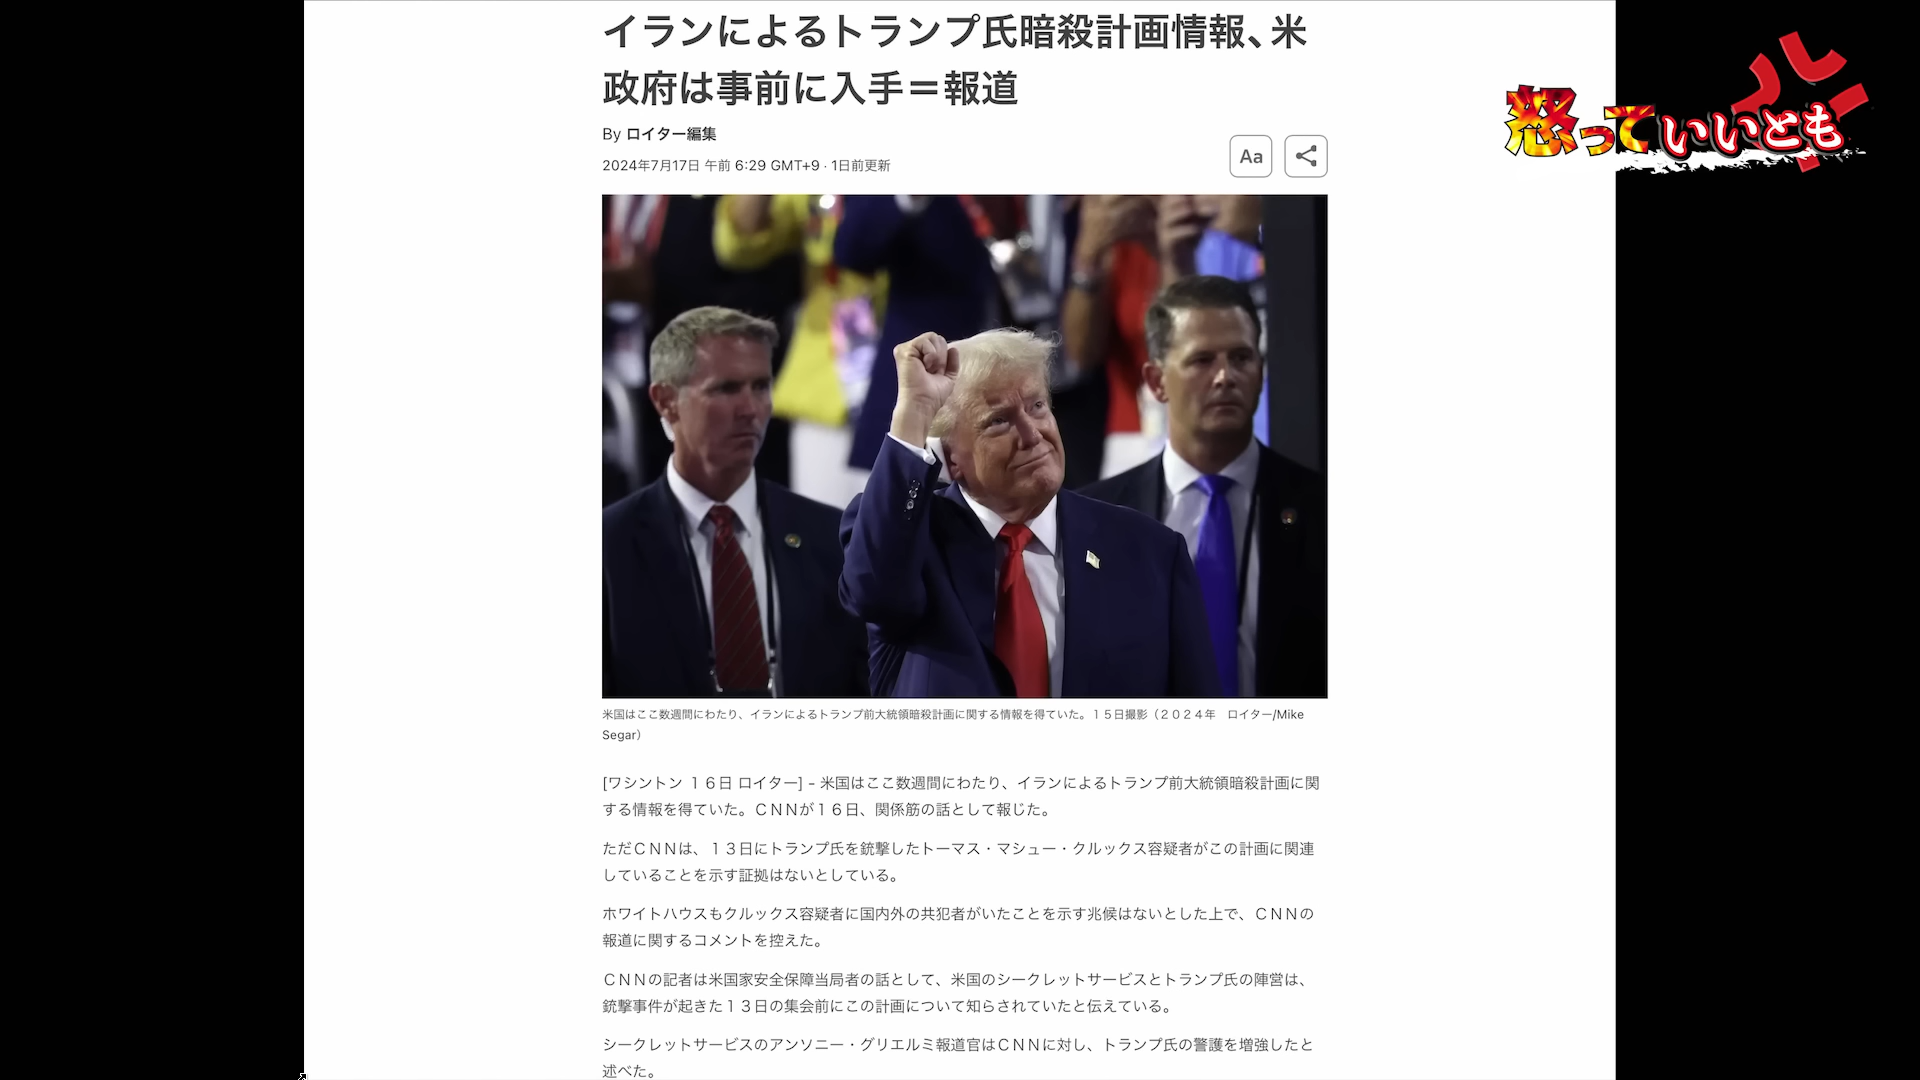 イランによるトランプ氏暗殺計画情報、米
政府は事前に入手＝報道
怒っていいとも
By ロイター編集
2024年7月17日 午前 6:29 GMT+9 · 1日前更新
Aa
米国はここ数週間にわたり、イランによるトランプ前大統領暗殺計画に関する情報を得ていた。１５日撮影（２０２４年　ロイター/Mike
Segar）
[ワシントン １６日 ロイター] - 米国はここ数週間にわたり、イランによるトランプ前大統領暗殺計画に関
する情報を得ていた。ＣＮＮが１６日、関係筋の話として報じた。
ただＣＮＮは、１３日にトランプ氏を銃撃したトーマス・マシュー・クルックス容疑者がこの計画に関連
していることを示す証拠はないとしている。
ホワイトハウスもクルックス容疑者に国内外の共犯者がいたことを示す兆候はないとした上で、ＣＮＮの
報道に関するコメントを控えた。
ＣＮＮの記者は米国家安全保障当局者の話として、米国のシークレットサービスとトランプ氏の陣営は、
銃撃事件が起きた１３日の集会前にこの計画について知らされていたと伝えている。
シークレットサービスのアンソニー・グリエルミ報道官はＣＮＮに対し、トランプ氏の警護を増強したと
述べた。